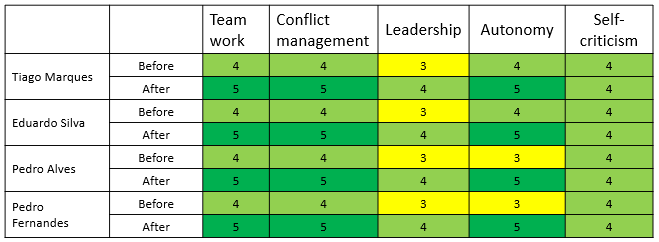 Team work Conflict management Leadership Autonomy Self-criticism
Tiago Marques Before 4 4 3 4 4
After 5 5 4 5 4
Eduardo Silva Before 4 4 3 4 4
After 5 5 4 5 4
Pedro Alves Before 4 4 3 3 4
After 5 5 4 5 4
Pedro Fernandes Before 4 4 3 3 4
After 5 5 4 5 4